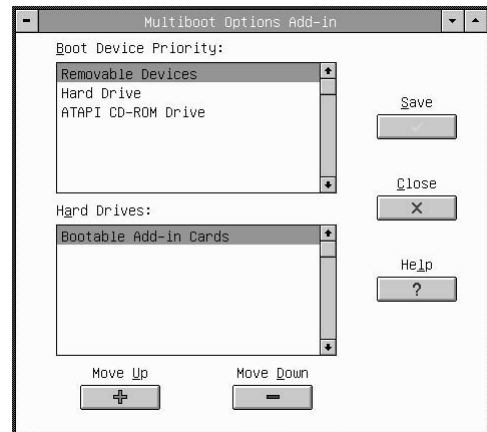 Multiboot Options Add-in
Boot Device Priority:
Removable Devices
Hard Drive
ATAPI CD-ROM Drive
Save
Close
Hard Drives:
Bootable Add-in Cards
Help
?
Move Up
Move Down